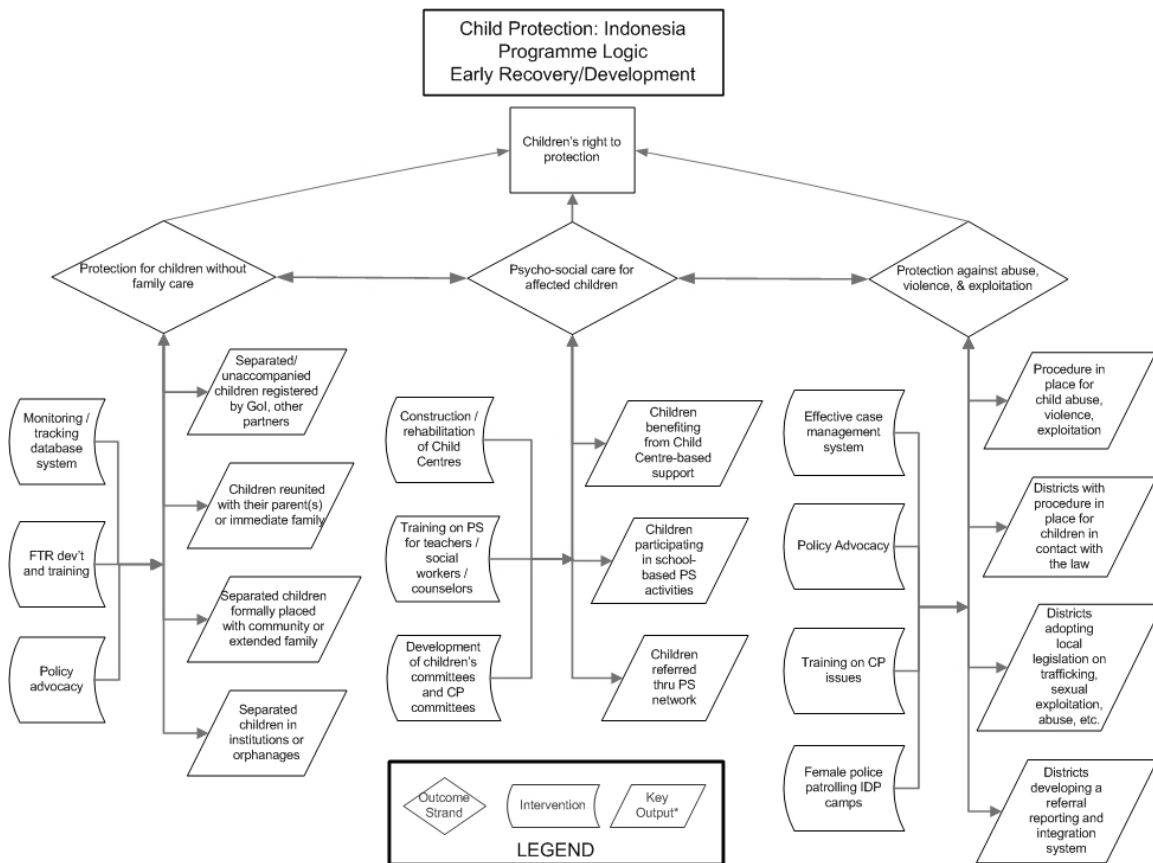 Child Protection: Indonesia
Programme Logic
Early Recovery/Development
Children's right to
protection
Protection for children without
family care
Psycho-social care for
affected children
Protection against abuse,
violence, & exploitation
Monitoring /
tracking
database
system
FTR dev't
and training
Policy
advocacy
Separated/
unaccompanied
children registered
by GoI, other
partners
Children reunited
with their parent(s)
or immediate family
Separated children
formally placed
with community or
extended family
Separated
children in
institutions or
orphanages
Construction /
rehabilitation
of Child
Centres
Training on PS
for teachers /
social
workers /
counselors
Development
of children's
committees
and CP
committees
Children
benefiting
from Child
Centre-based
support
Children
participating
in school-
based PS
activities
Children
referred
thru PS
network
Effective case
management
system
Policy Advocacy
Training on CP
issues
Female police
patrolling IDP
camps
Procedure in
place for
child abuse,
violence,
exploitation
Districts with
procedure in
place for
children in
contact with
the law
Districts
adopting
local
legislation on
trafficking,
sexual
exploitation,
abuse, etc.
Districts
developing a
referral
reporting and
integration
system
Outcome
Strand
Intervention
Key
Output*
LEGEND